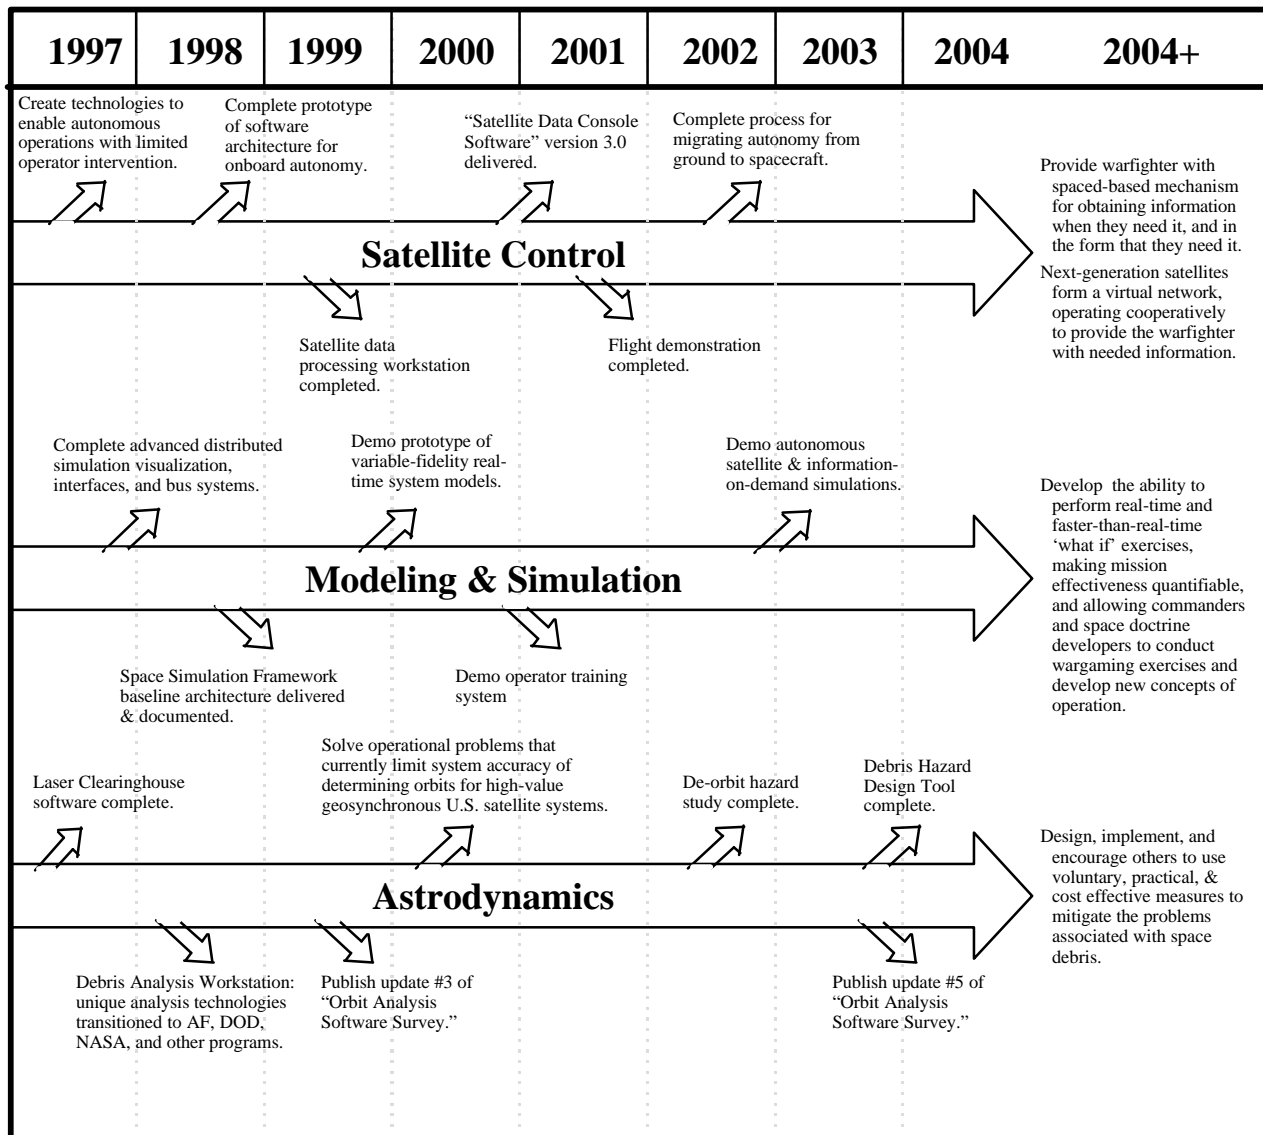 1997 1998 1999 2000 2001 2002 2003 2004 2004+
Create technologies to
enable autonomous
operations with limited
operator intervention.
Complete prototype
of software
architecture for
onboard autonomy.
“Satellite Data Console
Software” version 3.0
delivered.
Complete process for
migrating autonomy from
ground to spacecraft.
Satellite Control
Satellite data
processing workstation
completed.
Flight demonstration
completed.
Provide warfighter with
spaced-based mechanism
for obtaining information
when they need it, and in
the form that they need it.
Next-generation satellites
form a virtual network,
operating cooperatively
to provide the warfighter
with needed information.
Complete advanced distributed
simulation visualization,
interfaces, and bus systems.
Demo prototype of
variable-fidelity real-
time system models.
Demo autonomous
satellite & information-
on-demand simulations.
Modeling & Simulation
Space Simulation Framework
baseline architecture delivered
& documented.
Demo operator training
system
Develop the ability to
perform real-time and
faster-than-real-time
‘what if’ exercises,
making mission
effectiveness quantifiable,
and allowing commanders
and space doctrine
developers to conduct
wargaming exercises and
develop new concepts of
operation.
Laser Clearinghouse
software complete.
Solve operational problems that
currently limit system accuracy of
determining orbits for high-value
geosynchronous U.S. satellite systems.
De-orbit hazard
study complete.
Debris Hazard
Design Tool
complete.
Astrodynamics
Debris Analysis Workstation:
unique analysis technologies
transitioned to AF, DOD,
NASA, and other programs.
Publish update #3 of
“Orbit Analysis
Software Survey.”
Publish update #5 of
“Orbit Analysis
Software Survey.”
Design, implement, and
encourage others to use
voluntary, practical, &
cost effective measures to
mitigate the problems
associated with space
debris.